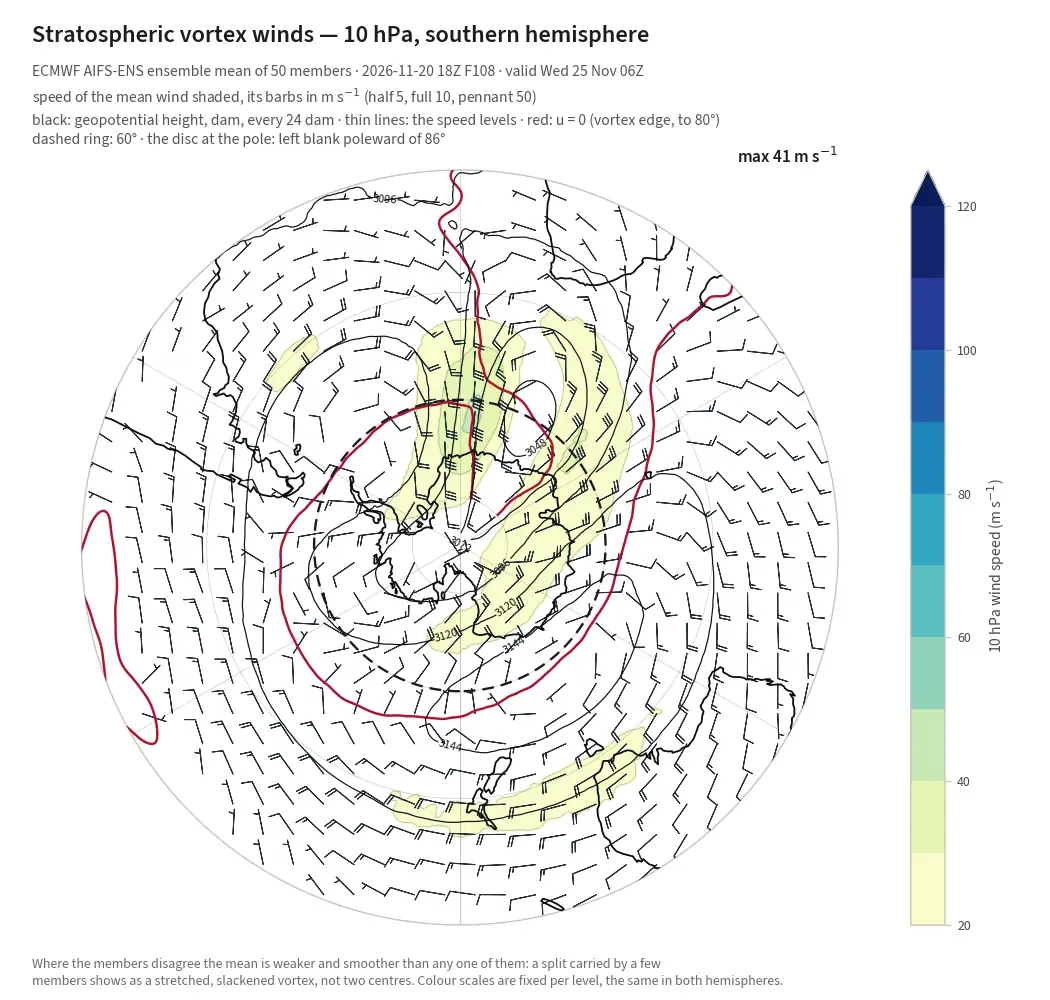 Stratospheric vortex winds — 10 hPa, southern hemisphere
ECMWF AIFS-ENS ensemble mean of 50 members · 2026-11-20 18Z F108 · valid Wed 25 Nov 06Z
speed of the mean wind shaded, its barbs in m s⁻¹ (half 5, full 10, pennant 50)
black: geopotential height, dam, every 24 dam · thin lines: the speed levels · red: u = 0 (vortex edge, to 80°)
dashed ring: 60° · the disc at the pole: left blank poleward of 86°
max 41 m s⁻¹
3096
3048
3072
3096
3120
3120
3144
3144
120
100
80
60
40
20
10 hPa wind speed (m s⁻¹)
Where the members disagree the mean is weaker and smoother than any one of them: a split carried by a few
members shows as a stretched, slackened vortex, not two centres. Colour scales are fixed per level, the same in both hemispheres.